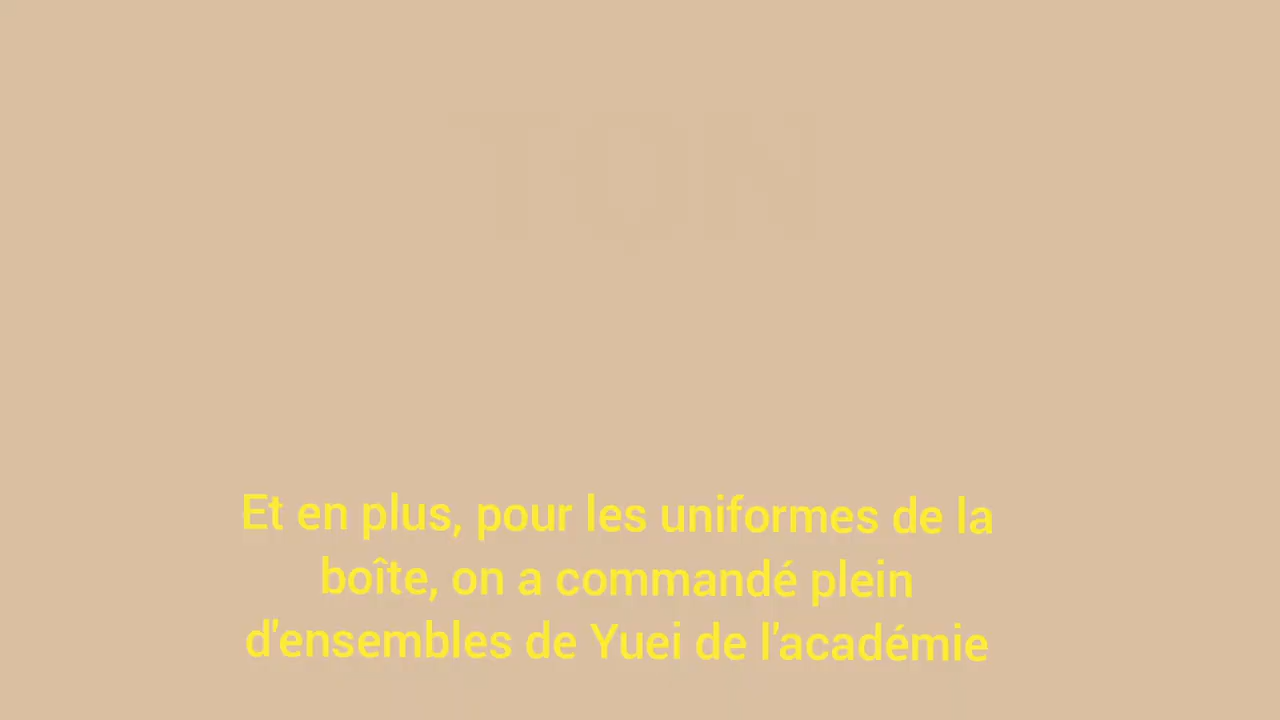 Et en plus, pour les uniformes de la
boîte, on a commandé plein
d'ensembles de Yuei de l'académie